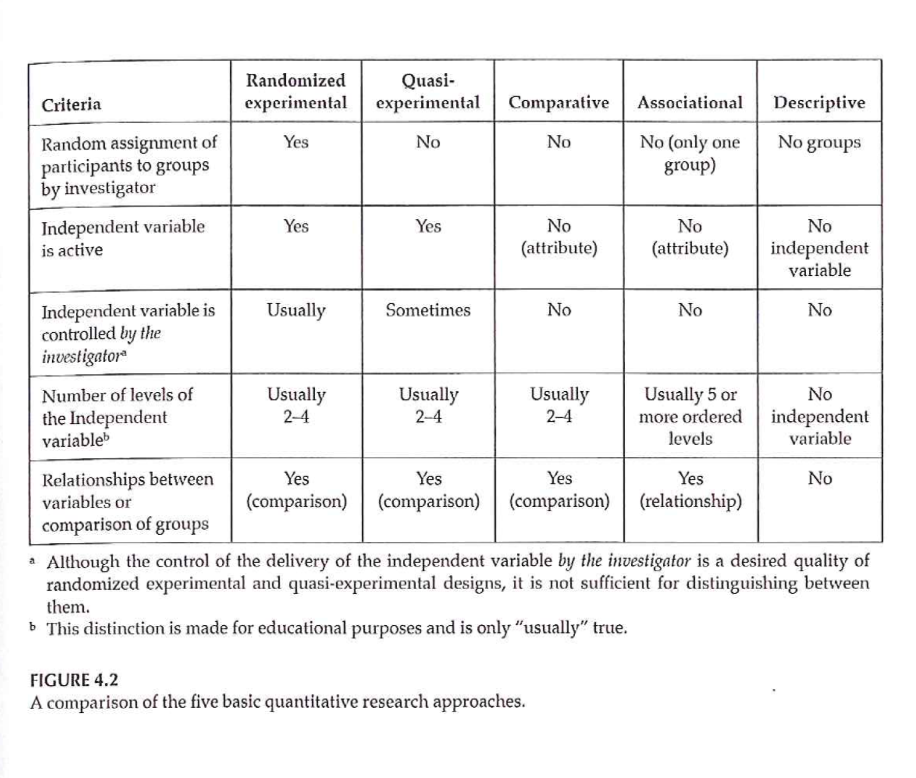 Criteria | Randomized experimental | Quasi-experimental | Comparative | Associational | Descriptive
Random assignment of participants to groups by investigator | Yes | No | No | No (only one group) | No groups
Independent variable is active | Yes | Yes | No (attribute) | No (attribute) | No independent variable
Independent variable is controlled by the investigatorᵃ | Usually | Sometimes | No | No | No
Number of levels of the Independent variableᵇ | Usually 2–4 | Usually 2–4 | Usually 2–4 | Usually 5 or more ordered levels | No independent variable
Relationships between variables or comparison of groups | Yes (comparison) | Yes (comparison) | Yes (comparison) | Yes (relationship) | No
ᵃ Although the control of the delivery of the independent variable by the investigator is a desired quality of
randomized experimental and quasi-experimental designs, it is not sufficient for distinguishing between
them.
ᵇ This distinction is made for educational purposes and is only "usually" true.
FIGURE 4.2
A comparison of the five basic quantitative research approaches.